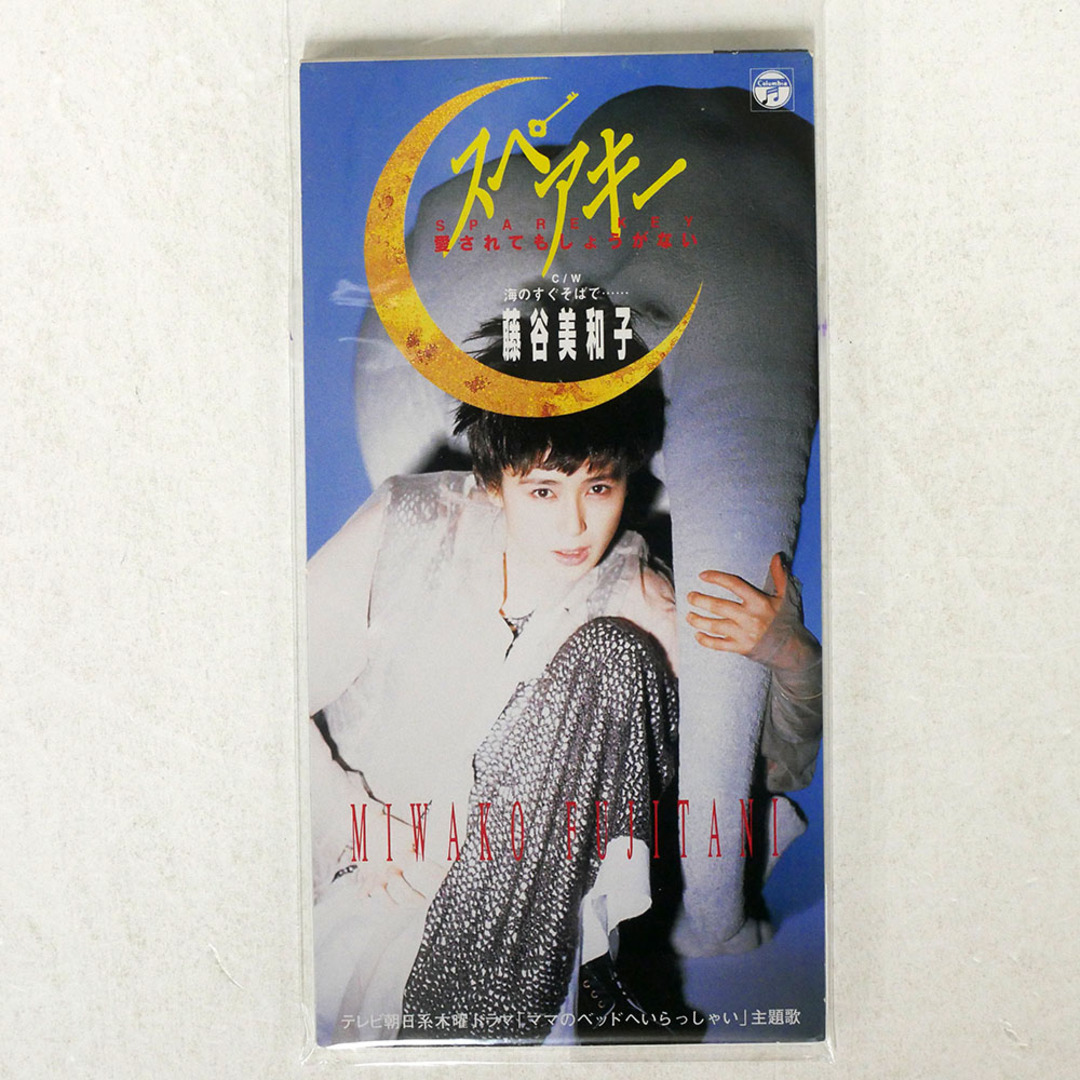 Columbia
スペアキー
SPARE KEY
愛されてもしょうがない
C/W
海のすぐそばで……
藤谷美和子
MIWAKO FUJITANI
テレビ朝日系木曜ドラマ「ママのベッドへいらっしゃい」主題歌